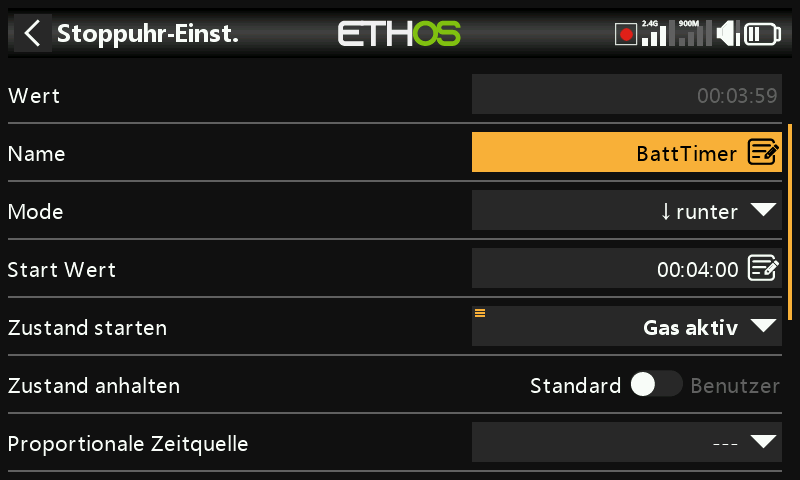 Stoppuhr-Einst.
ETHOS
2.4G
900M
Wert
00:03:59
Name
BattTimer
Mode
↓runter
Start Wert
00:04:00
Zustand starten
Gas aktiv
Zustand anhalten
Standard
Benutzer
Proportionale Zeitquelle
---